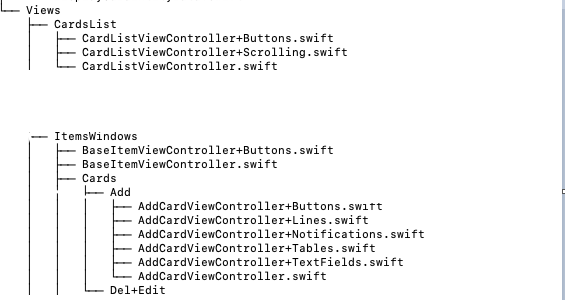 └── Views
├── CardsList
│ ├── CardListViewController+Buttons.swift
│ ├── CardListViewController+Scrolling.swift
│ └── CardListViewController.swift
── ItemsWindows
│ ├── BaseItemViewController+Buttons.swift
│ ├── BaseItemViewController.swift
│ ├── Cards
│ │ ├── Add
│ │ │ ├── AddCardViewController+Buttons.swift
│ │ │ ├── AddCardViewController+Lines.swift
│ │ │ ├── AddCardViewController+Notifications.swift
│ │ │ ├── AddCardViewController+Tables.swift
│ │ │ ├── AddCardViewController+TextFields.swift
│ │ │ └── AddCardViewController.swift
│ │ └── Del+Edit